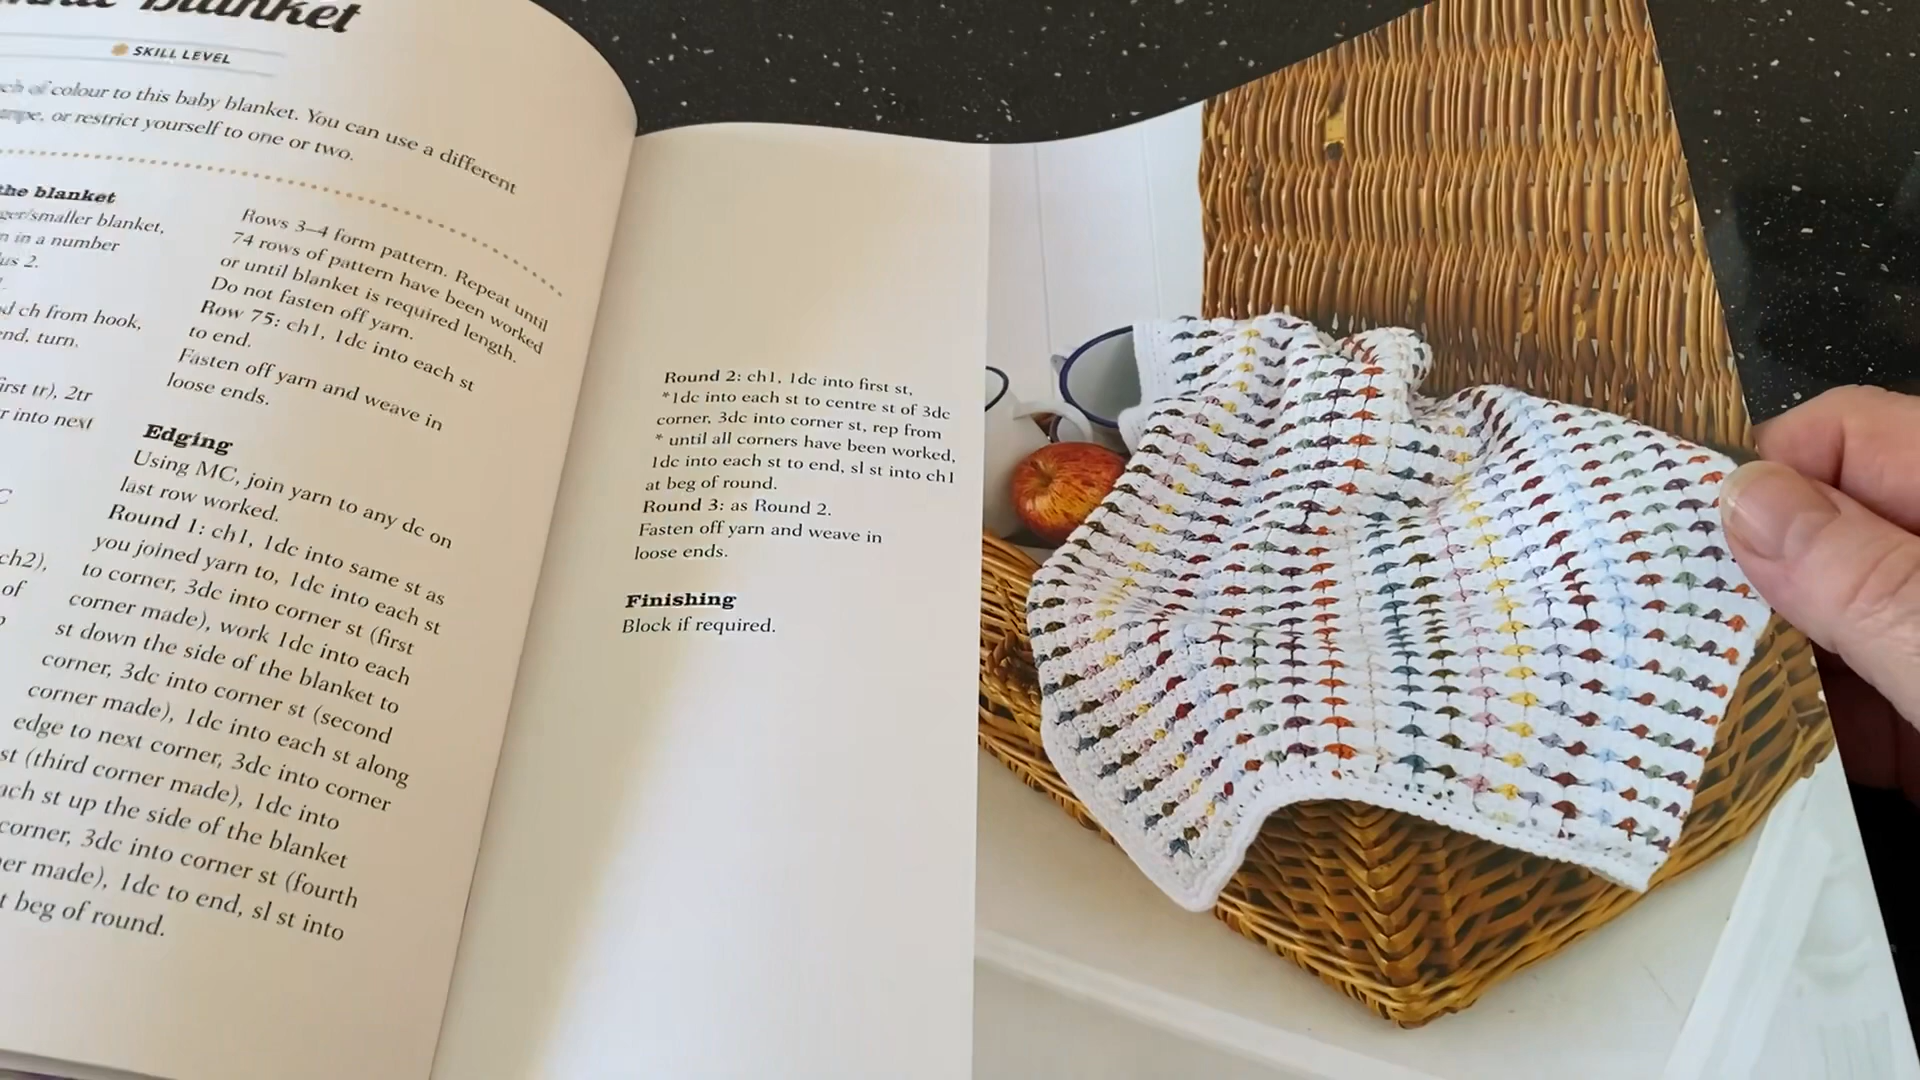 Blanket
SKILL LEVEL
of colour to this baby blanket. You can use a different
or restrict yourself to one or two.
the blanket
smaller blanket,
in a number
2.
ch from hook,
turn.
tr), 2tr
into next
ch2),
of
Rows 3–4 form pattern. Repeat until
74 rows of pattern have been worked
or until blanket is required length.
Do not fasten off yarn.
Row 75: ch1, 1dc into each st
to end.
Fasten off yarn and weave in
loose ends.
Edging
Using MC, join yarn to any dc on
last row worked.
Round 1: ch1, 1dc into same st as
you joined yarn to, 1dc into each st
to corner, 3dc into corner st (first
corner made), work 1dc into each
st down the side of the blanket to
corner, 3dc into corner st (second
corner made), 1dc into each st along
edge to next corner, 3dc into corner
st (third corner made), 1dc into
each st up the side of the blanket
corner, 3dc into corner st (fourth
made), 1dc to end, sl st into
beg of round.
Round 2: ch1, 1dc into first st,
*1dc into each st to centre st of 3dc
corner, 3dc into corner st, rep from
* until all corners have been worked,
1dc into each st to end, sl st into ch1
at beg of round.
Round 3: as Round 2.
Fasten off yarn and weave in
loose ends.
Finishing
Block if required.